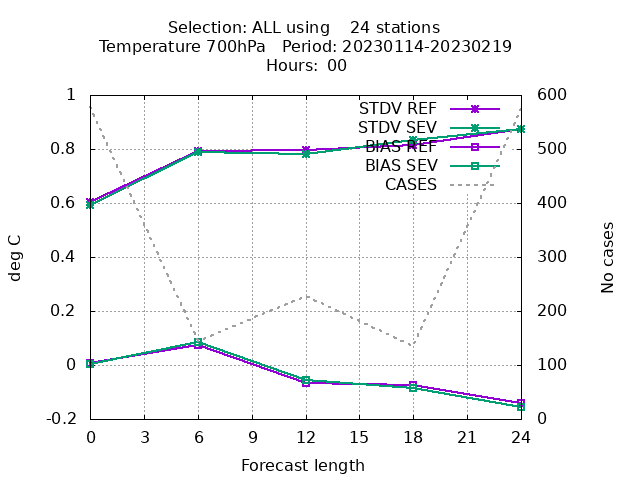 Selection: ALL using    24 stations
Temperature 700hPa   Period: 20230114-20230219
Hours: 00
1
0.8
0.6
0.4
0.2
0
-0.2
deg C
600
500
400
300
200
100
0
No cases
STDV REF
STDV SEV
BIAS REF
BIAS SEV
CASES
0 3 6 9 12 15 18 21 24
Forecast length